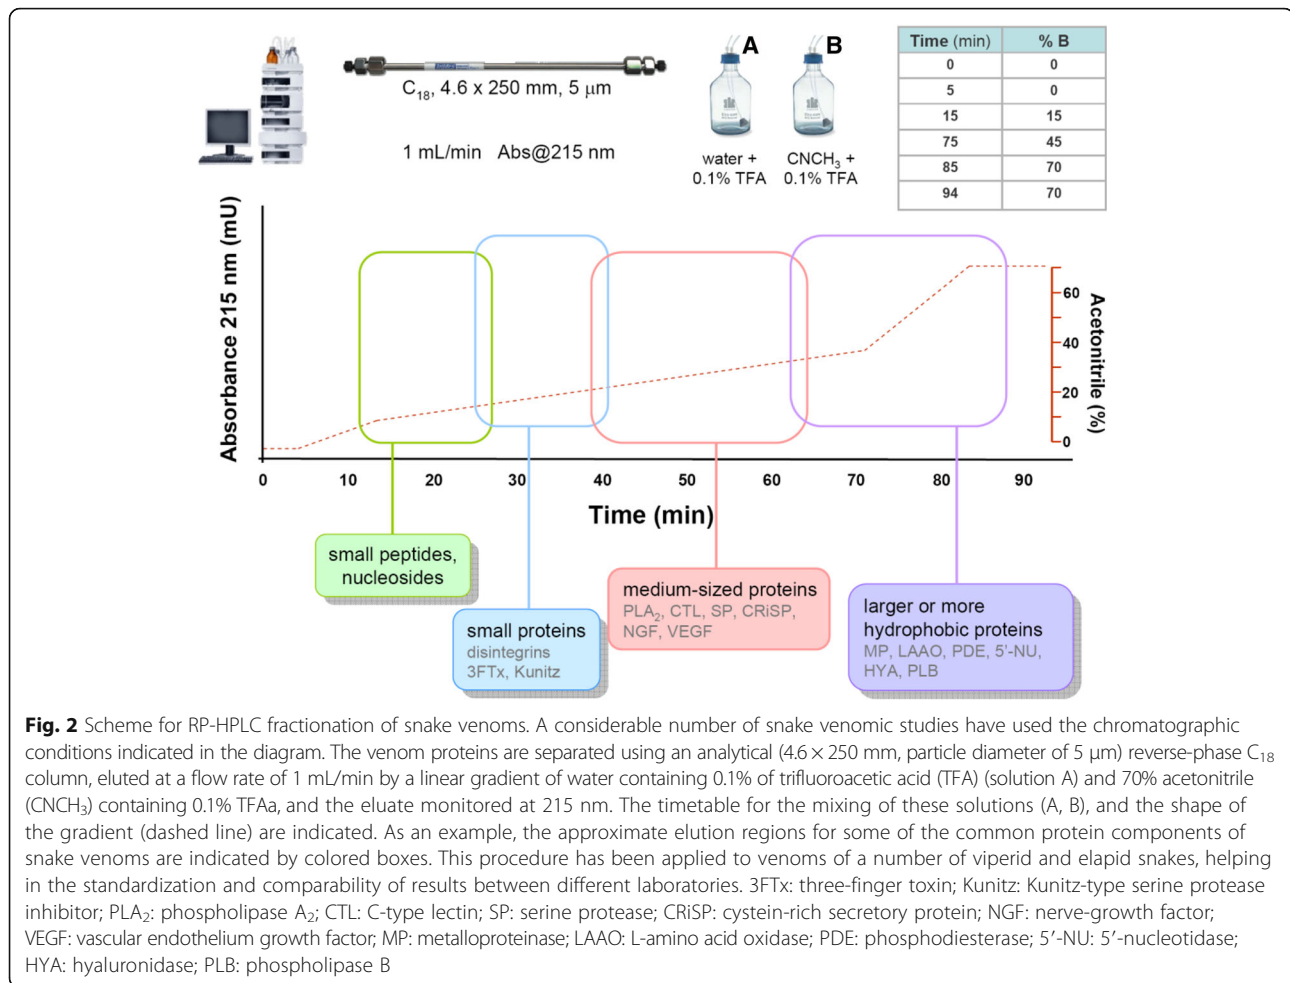 A
B
C₁₈, 4.6 x 250 mm, 5 μm
1 mL/min Abs@215 nm
water +
0.1% TFA
CNCH₃ +
0.1% TFA
Time (min) % B
0 0
5 0
15 15
75 45
85 70
94 70
Absorbance 215 nm (mU)
60
40
20
0
Acetonitrile (%)
0 10 20 30 40 50 60 70 80 90
Time (min)
small peptides,
nucleosides
small proteins
disintegrins
3FTx, Kunitz
medium-sized proteins
PLA₂, CTL, SP, CRiSP,
NGF, VEGF
larger or more
hydrophobic proteins
MP, LAAO, PDE, 5'-NU,
HYA, PLB
Fig. 2 Scheme for RP-HPLC fractionation of snake venoms. A considerable number of snake venomic studies have used the chromatographic
conditions indicated in the diagram. The venom proteins are separated using an analytical (4.6 × 250 mm, particle diameter of 5 μm) reverse-phase C₁₈
column, eluted at a flow rate of 1 mL/min by a linear gradient of water containing 0.1% of trifluoroacetic acid (TFA) (solution A) and 70% acetonitrile
(CNCH₃) containing 0.1% TFAa, and the eluate monitored at 215 nm. The timetable for the mixing of these solutions (A, B), and the shape of
the gradient (dashed line) are indicated. As an example, the approximate elution regions for some of the common protein components of
snake venoms are indicated by colored boxes. This procedure has been applied to venoms of a number of viperid and elapid snakes, helping
in the standardization and comparability of results between different laboratories. 3FTx: three-finger toxin; Kunitz: Kunitz-type serine protease
inhibitor; PLA₂: phospholipase A₂; CTL: C-type lectin; SP: serine protease; CRiSP: cystein-rich secretory protein; NGF: nerve-growth factor;
VEGF: vascular endothelium growth factor; MP: metalloproteinase; LAAO: L-amino acid oxidase; PDE: phosphodiesterase; 5′-NU: 5′-nucleotidase;
HYA: hyaluronidase; PLB: phospholipase B